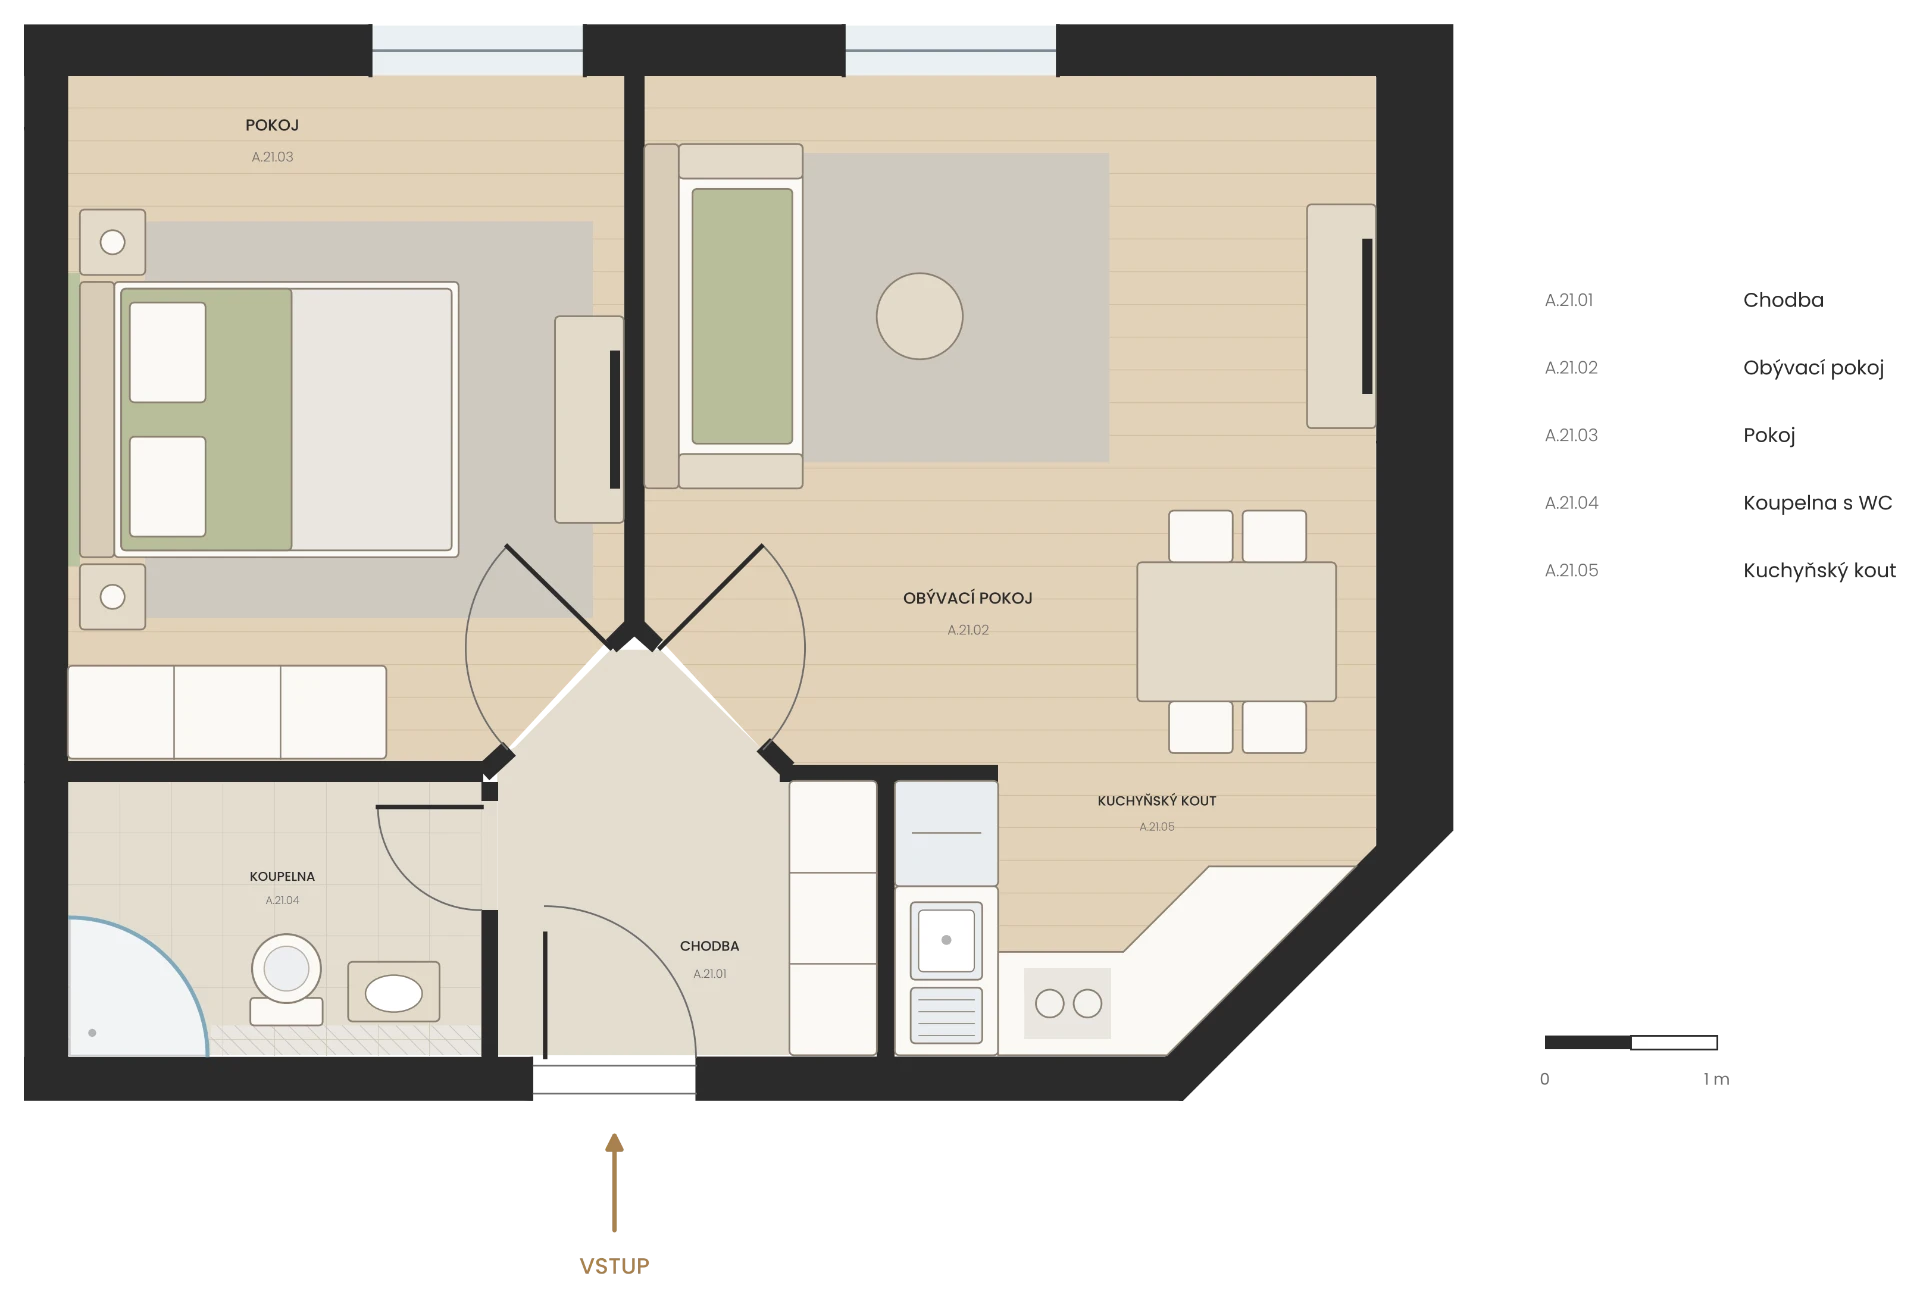 POKOJ
A.21.03
OBÝVACÍ POKOJ
A.21.02
KUCHYŇSKÝ KOUT
A.21.05
KOUPELNA
A.21.04
CHODBA
A.21.01
VSTUP
A.21.01 Chodba
A.21.02 Obývací pokoj
A.21.03 Pokoj
A.21.04 Koupelna s WC
A.21.05 Kuchyňský kout
0 1 m